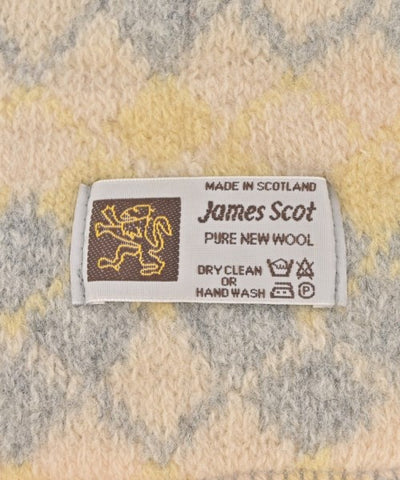 MADE IN SCOTLAND
James Scot
PURE NEW WOOL
DRY CLEAN
OR
HAND WASH P